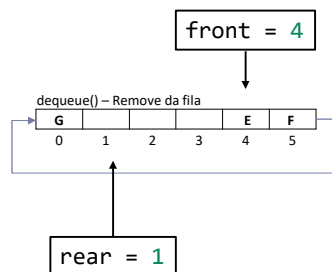 front = 4
dequeue() – Remove da fila
G E F
0 1 2 3 4 5
rear = 1